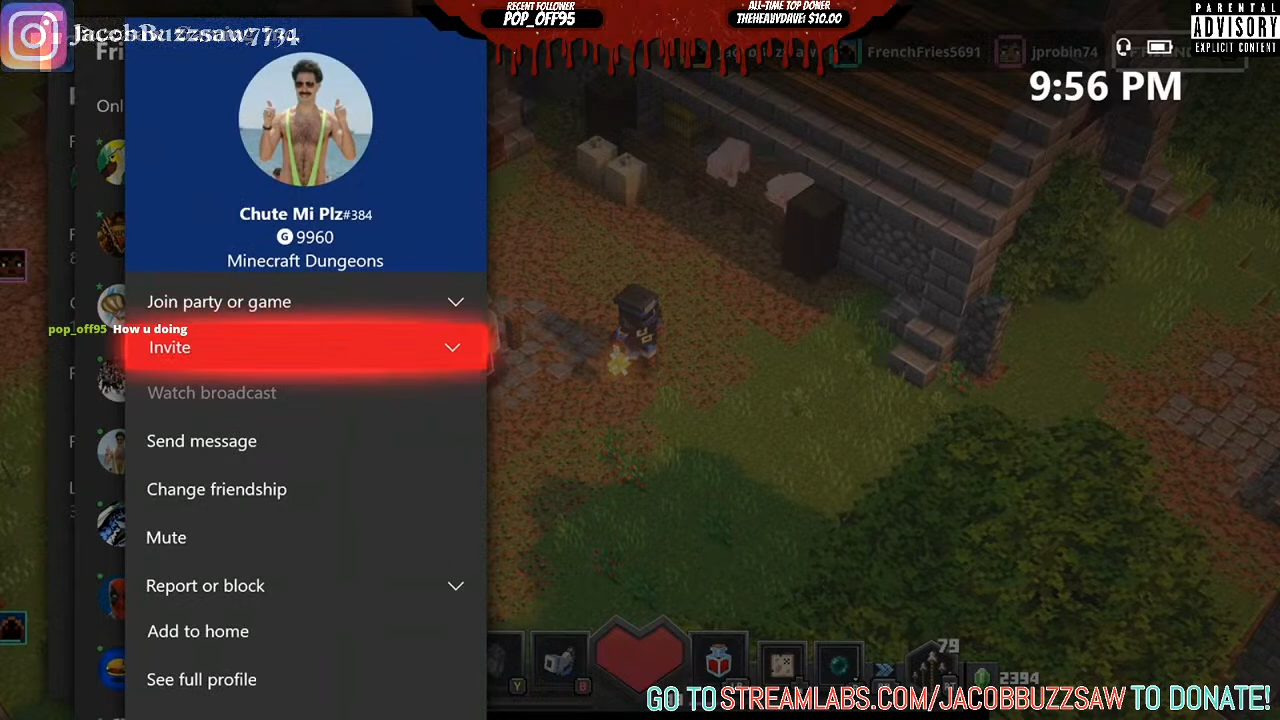 JacobBuzzsaw7734
RECENT FOLLOWER
POP_OFF95
ALL-TIME TOP DONER
THEHEAVYDAVE: $10.00
PARENTAL
ADVISORY
EXPLICIT CONTENT
FrenchFries5691
jprobin74
9:56 PM
Fri
Onl
Chute Mi Plz#384
G 9960
Minecraft Dungeons
Join party or game
pop_off95 How u doing
Invite
Watch broadcast
Send message
Change friendship
Mute
Report or block
Add to home
See full profile
Y
B
79
2394
GO TO STREAMLABS.COM/JACOBBUZZSAW TO DONATE!